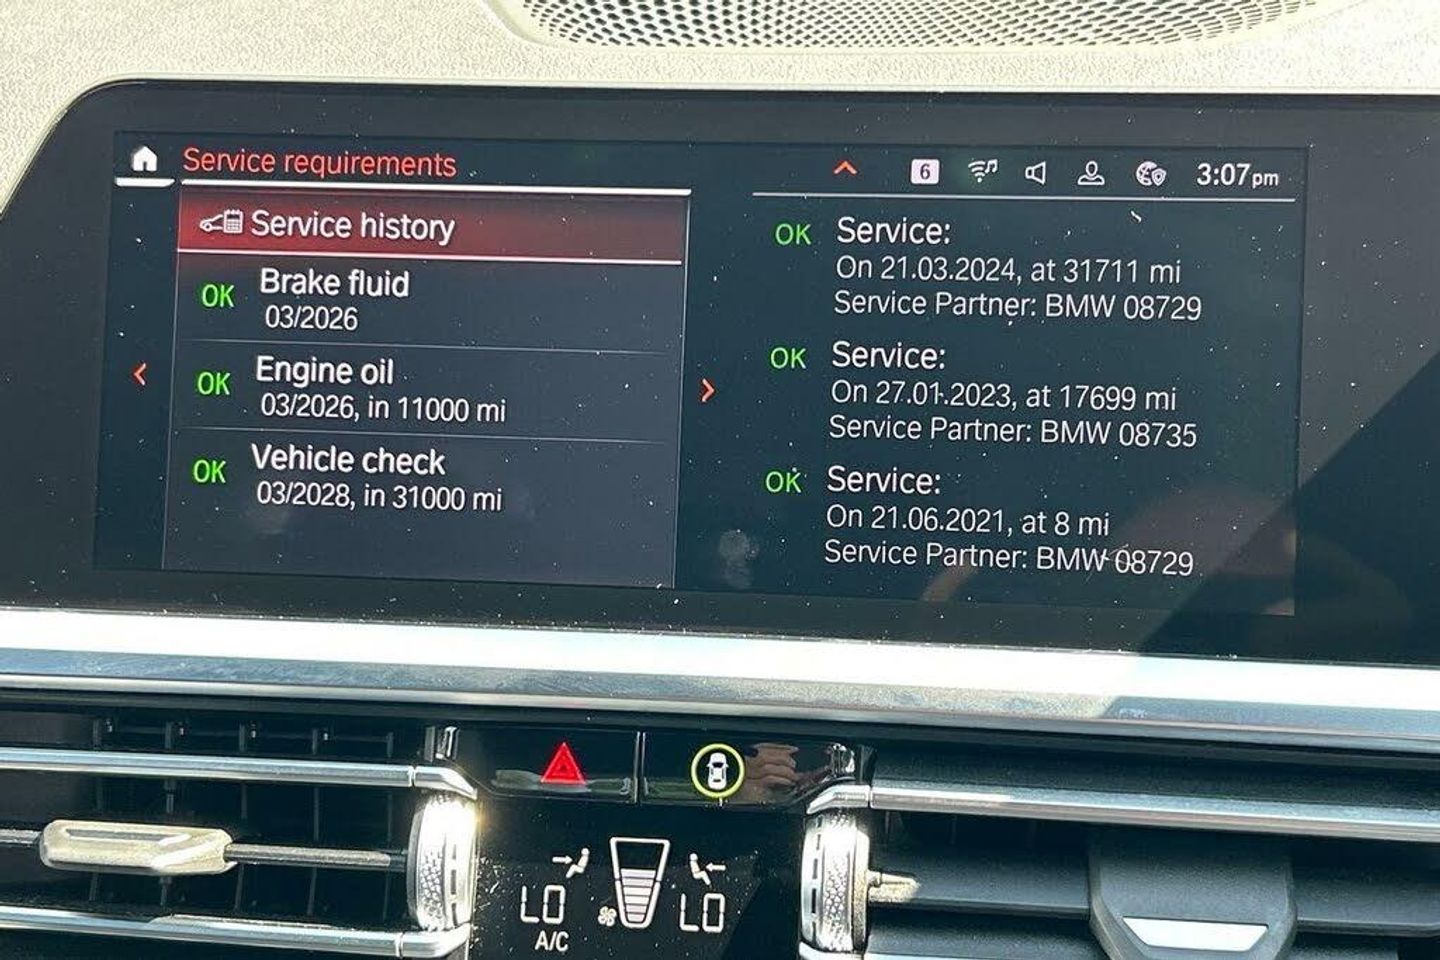 Service requirements
6
3:07pm
Service history
OK
Brake fluid
03/2026
OK
Engine oil
03/2026, in 11000 mi
OK
Vehicle check
03/2028, in 31000 mi
OK
Service:
On 21.03.2024, at 31711 mi
Service Partner: BMW 08729
OK
Service:
On 27.01.2023, at 17699 mi
Service Partner: BMW 08735
OK
Service:
On 21.06.2021, at 8 mi
Service Partner: BMW 08729
LO
LO
A/C